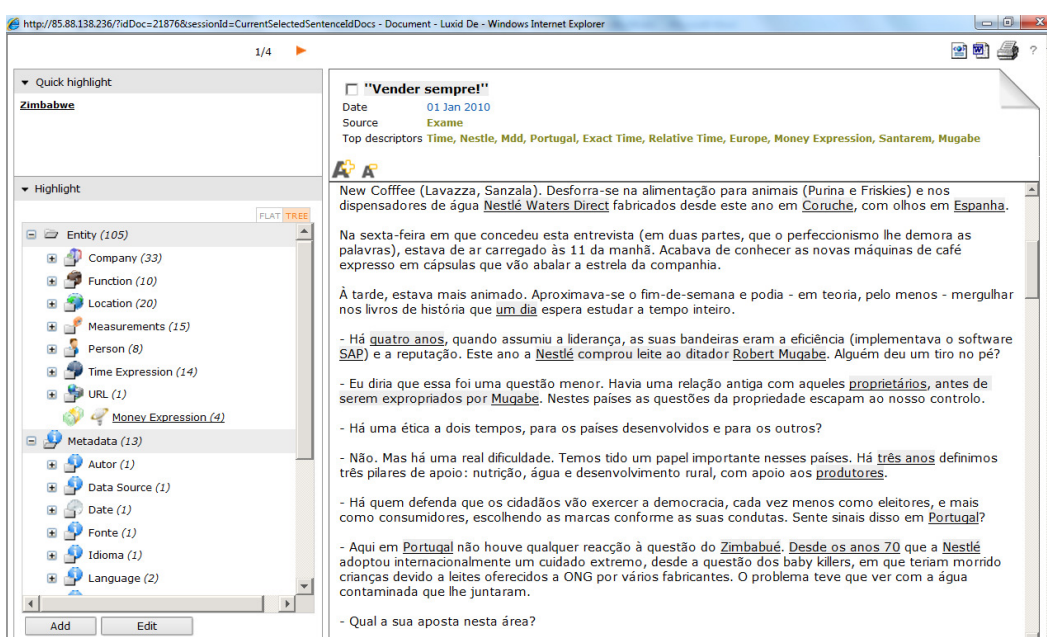 http://85.88.138.236/?idDoc=21876&sessionId=CurrentSelectedSentenceIdDocs - Document - Luxid De - Windows Internet Explorer
1/4
?
Quick highlight
Zimbabwe
Highlight
FLAT TREE
Entity (105)
Company (33)
Function (10)
Location (20)
Measurements (15)
Person (8)
Time Expression (14)
URL (1)
Money Expression (4)
Metadata (13)
Autor (1)
Data Source (1)
Date (1)
Fonte (1)
Idioma (1)
Language (2)
Add Edit
"Vender sempre!"
Date 01 Jan 2010
Source Exame
Top descriptors Time, Nestle, Mdd, Portugal, Exact Time, Relative Time, Europe, Money Expression, Santarem, Mugabe
A+ A-
New Cofffee (Lavazza, Sanzala). Desforra-se na alimentação para animais (Purina e Friskies) e nos
dispensadores de água Nestlé Waters Direct fabricados desde este ano em Coruche, com olhos em Espanha.
Na sexta-feira em que concedeu esta entrevista (em duas partes, que o perfeccionismo lhe demora as
palavras), estava de ar carregado às 11 da manhã. Acabava de conhecer as novas máquinas de café
expresso em cápsulas que vão abalar a estrela da companhia.
À tarde, estava mais animado. Aproximava-se o fim-de-semana e podia - em teoria, pelo menos - mergulhar
nos livros de história que um dia espera estudar a tempo inteiro.
- Há quatro anos, quando assumiu a liderança, as suas bandeiras eram a eficiência (implementava o software
SAP) e a reputação. Este ano a Nestlé comprou leite ao ditador Robert Mugabe. Alguém deu um tiro no pé?
- Eu diria que essa foi uma questão menor. Havia uma relação antiga com aqueles proprietários, antes de
serem expropriados por Mugabe. Nestes países as questões da propriedade escapam ao nosso controlo.
- Há uma ética a dois tempos, para os países desenvolvidos e para os outros?
- Não. Mas há uma real dificuldade. Temos tido um papel importante nesses países. Há três anos definimos
três pilares de apoio: nutrição, água e desenvolvimento rural, com apoio aos produtores.
- Há quem defenda que os cidadãos vão exercer a democracia, cada vez menos como eleitores, e mais
como consumidores, escolhendo as marcas conforme as suas condutas. Sente sinais disso em Portugal?
- Aqui em Portugal não houve qualquer reacção à questão do Zimbabué. Desde os anos 70 que a Nestlé
adoptou internacionalmente um cuidado extremo, desde a questão dos baby killers, em que teriam morrido
crianças devido a leites oferecidos a ONG por vários fabricantes. O problema teve que ver com a água
contaminada que lhe juntaram.
- Qual a sua aposta nesta área?